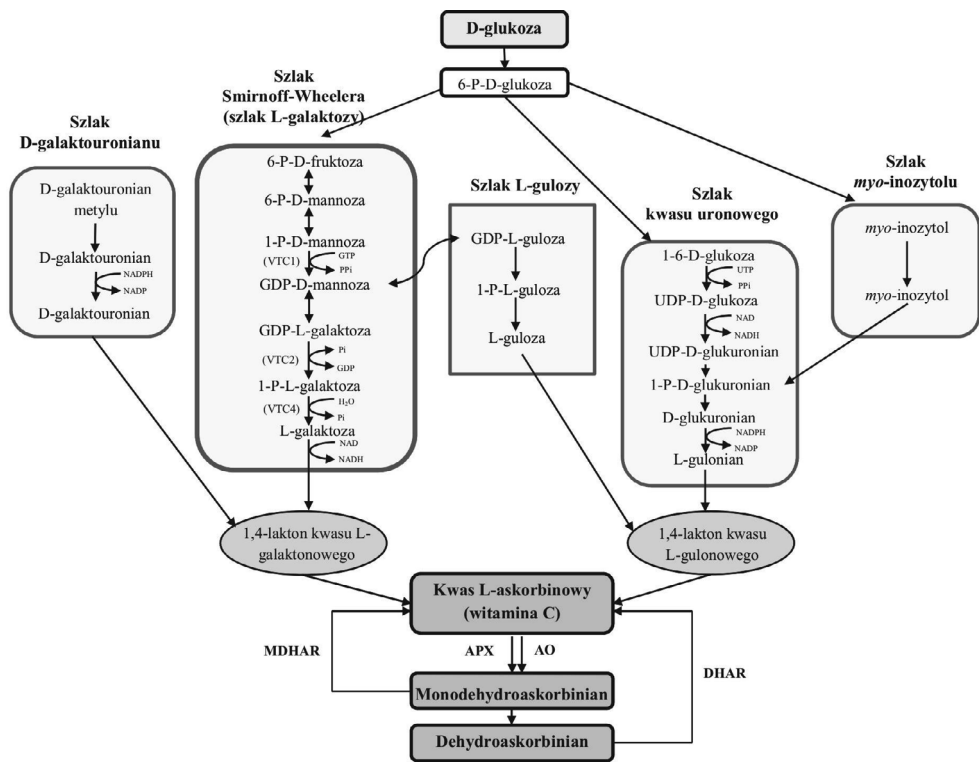 D-glukoza
6-P-D-glukoza
Szlak
Smirnoff-Wheelera
(szlak L-galaktozy)
6-P-D-fruktoza
6-P-D-mannoza
1-P-D-mannoza
(VTC1)
GTP
PPi
GDP-D-mannoza
GDP-L-galaktoza
(VTC2)
Pi
GDP
1-P-L-galaktoza
(VTC4)
H₂O
Pi
L-galaktoza
NAD
NADH
Szlak
D-galaktouronianu
D-galaktouronian
metylu
D-galaktouronian
NADPH
NADP
D-galaktouronian
Szlak L-gulozy
GDP-L-guloza
1-P-L-guloza
L-guloza
Szlak
kwasu uronowego
1-6-D-glukoza
UTP
PPi
UDP-D-glukoza
NAD
NADH
UDP-D-glukuronian
1-P-D-glukuronian
D-glukuronian
NADPH
NADP
L-gulonian
Szlak
myo-inozytolu
myo-inozytol
myo-inozytol
1,4-lakton kwasu L-
galaktonowego
1,4-lakton kwasu
L-gulonowego
Kwas L-askorbinowy
(witamina C)
MDHAR
APX
AO
DHAR
Monodehydroaskorbinian
Dehydroaskorbinian